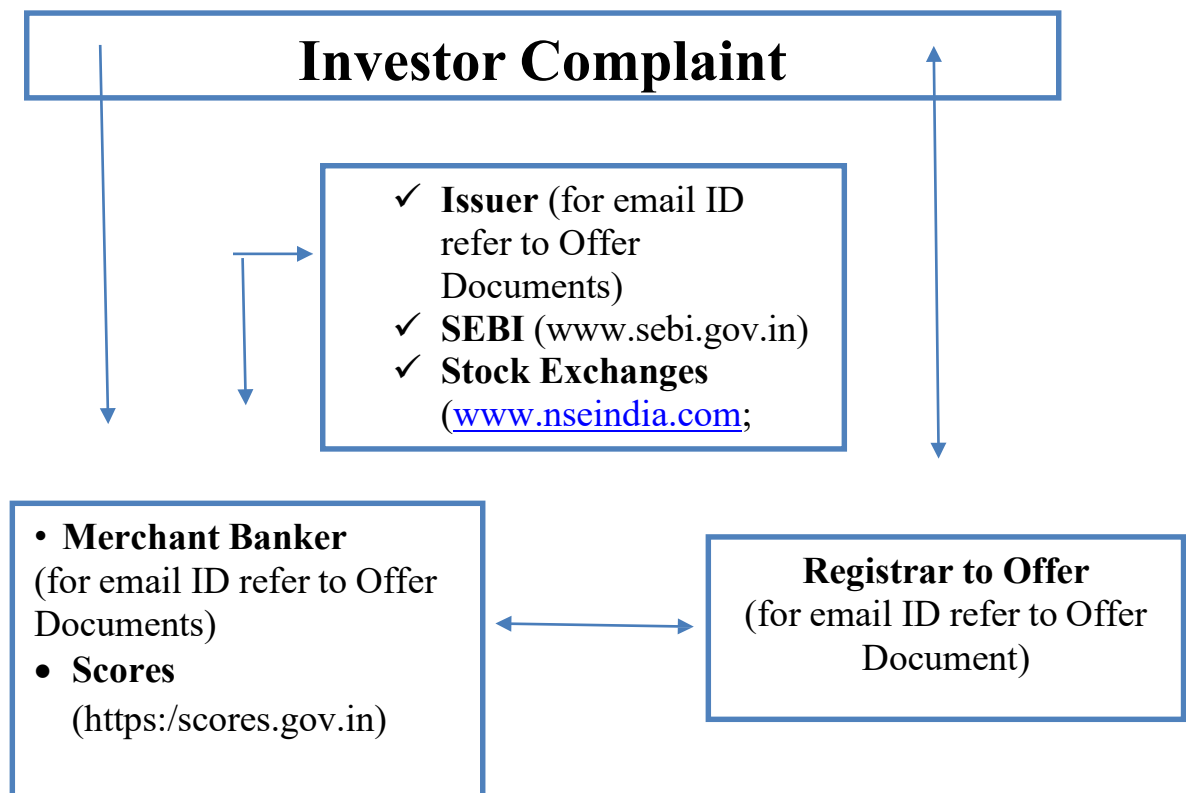 Investor Complaint
✓ Issuer (for email ID
refer to Offer
Documents)
✓ SEBI (www.sebi.gov.in)
✓ Stock Exchanges
(www.nseindia.com;
• Merchant Banker
(for email ID refer to Offer
Documents)
• Scores
(https:/scores.gov.in)
Registrar to Offer
(for email ID refer to Offer
Document)